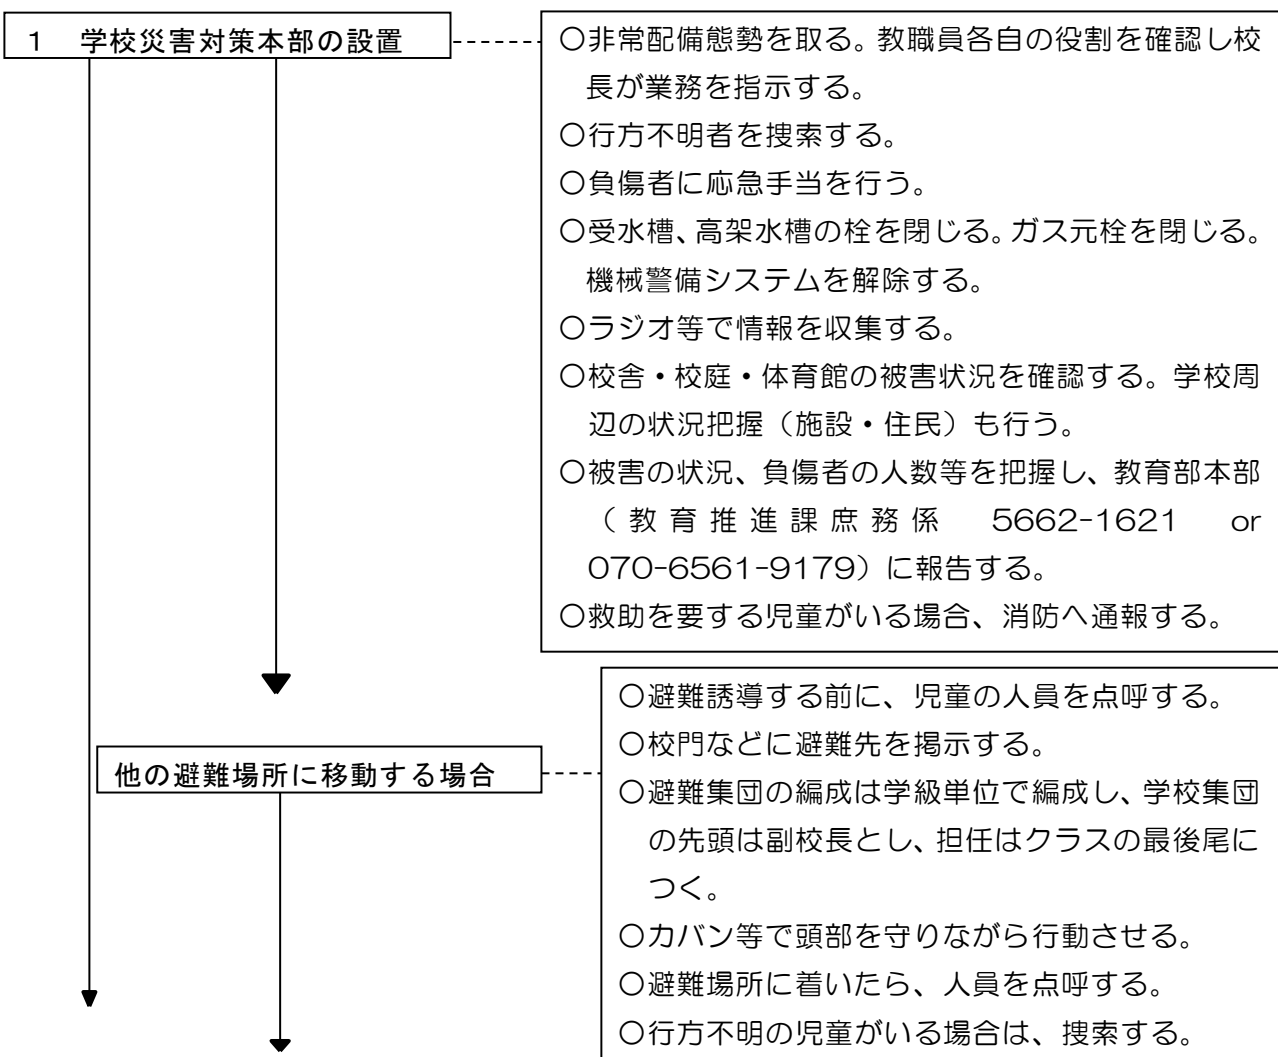 1　学校災害対策本部の設置
〇非常配備態勢を取る。教職員各自の役割を確認し校
長が業務を指示する。
〇行方不明者を捜索する。
〇負傷者に応急手当を行う。
〇受水槽、高架水槽の栓を閉じる。ガス元栓を閉じる。
機械警備システムを解除する。
〇ラジオ等で情報を収集する。
〇校舎・校庭・体育館の被害状況を確認する。学校周
辺の状況把握（施設・住民）も行う。
〇被害の状況、負傷者の人数等を把握し、教育部本部
（教育推進課庶務係　5662-1621　or
070-6561-9179）に報告する。
〇救助を要する児童がいる場合、消防へ通報する。
他の避難場所に移動する場合
〇避難誘導する前に、児童の人員を点呼する。
〇校門などに避難先を掲示する。
〇避難集団の編成は学級単位で編成し、学校集団
の先頭は副校長とし、担任はクラスの最後尾に
つく。
〇カバン等で頭部を守りながら行動させる。
〇避難場所に着いたら、人員を点呼する。
〇行方不明の児童がいる場合は、捜索する。